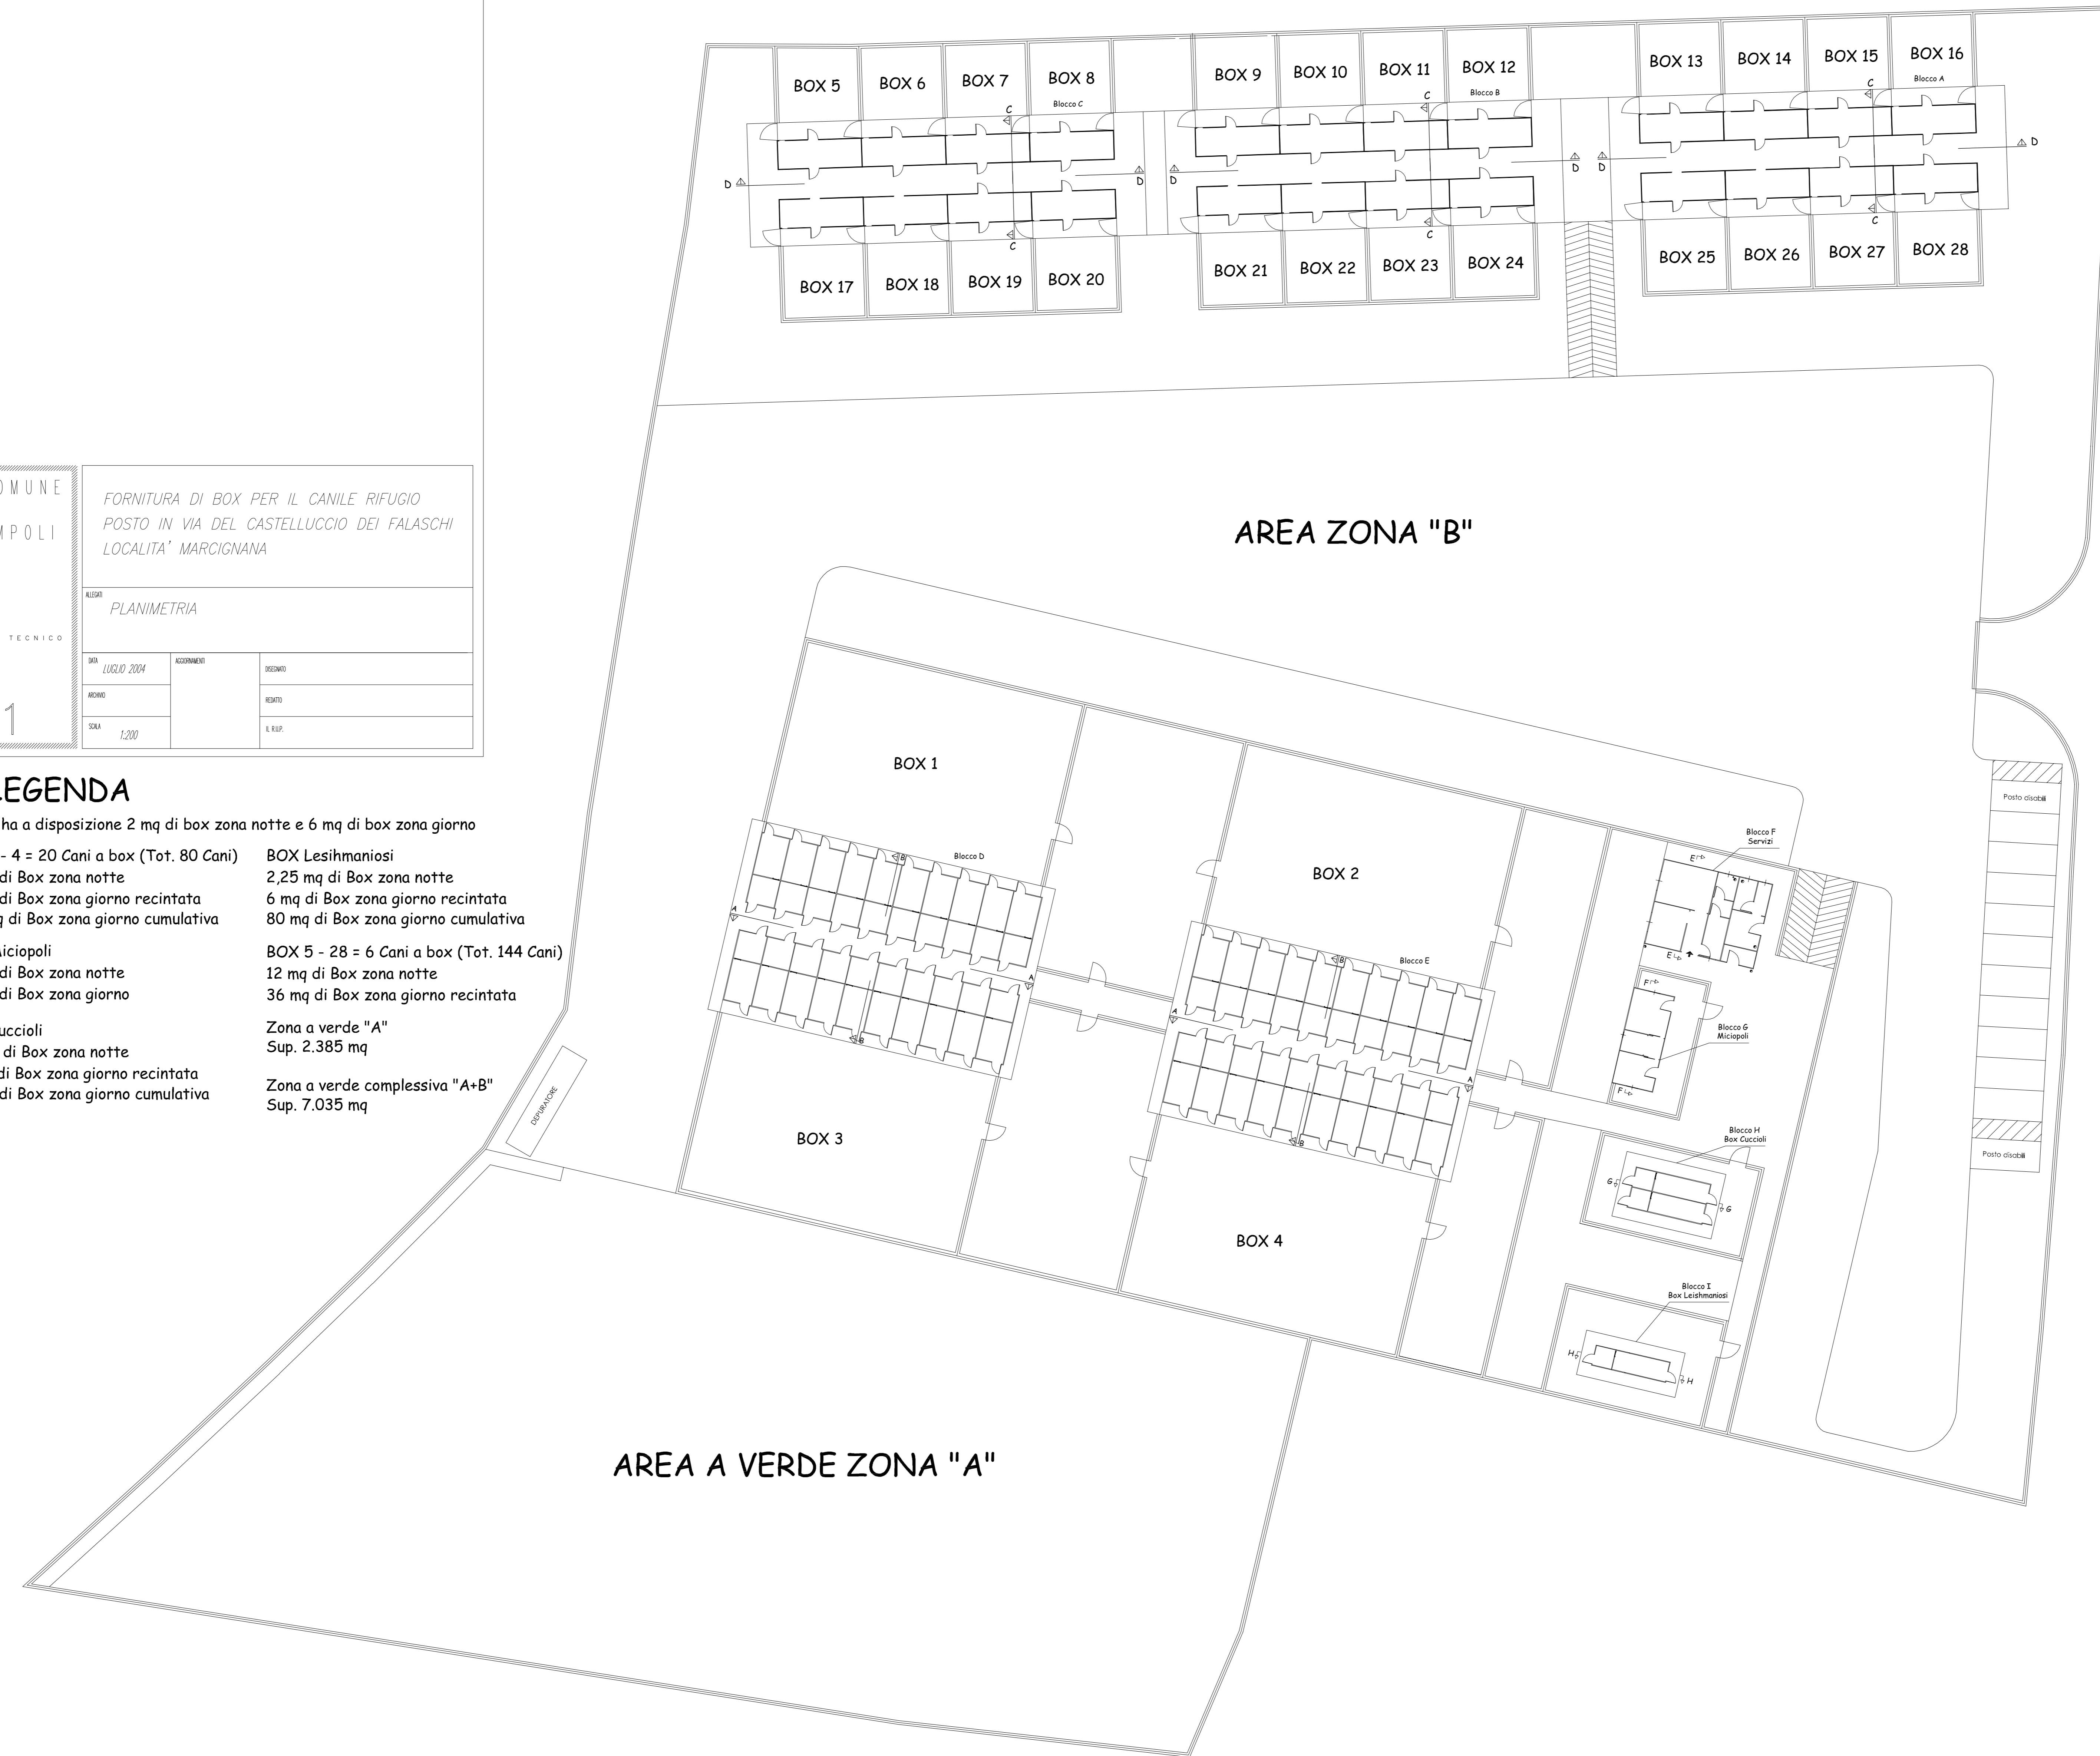 BOX 5
BOX 6
BOX 7
BOX 8
Blocco C
BOX 9
BOX 10
BOX 11
BOX 12
Blocco B
BOX 13
BOX 14
BOX 15
BOX 16
Blocco A
C
C
C
D
D
D
D
D
D
C
C
C
BOX 17
BOX 18
BOX 19
BOX 20
BOX 21
BOX 22
BOX 23
BOX 24
BOX 25
BOX 26
BOX 27
BOX 28
OMUNE
MPOLI
TECNICO
1
FORNITURA DI BOX PER IL CANILE RIFUGIO
POSTO IN VIA DEL CASTELLUCCIO DEI FALASCHI
LOCALITA' MARCIGNANA
ALLEGATI
PLANIMETRIA
DATA
LUGLIO 2004
AGGIORNAMENTI
DISEGNATO
ARCHIVIO
REDATTO
SCALA
1:200
IL R.U.P.
AREA ZONA "B"
LEGENDA
ha a disposizione 2 mq di box zona notte e 6 mq di box zona giorno
- 4 = 20 Cani a box (Tot. 80 Cani)
di Box zona notte
di Box zona giorno recintata
q di Box zona giorno cumulativa
Miciopoli
di Box zona notte
di Box zona giorno
uccioli
di Box zona notte
di Box zona giorno recintata
di Box zona giorno cumulativa
BOX Lesihmaniosi
2,25 mq di Box zona notte
6 mq di Box zona giorno recintata
80 mq di Box zona giorno cumulativa
BOX 5 - 28 = 6 Cani a box (Tot. 144 Cani)
12 mq di Box zona notte
36 mq di Box zona giorno recintata
Zona a verde "A"
Sup. 2.385 mq
Zona a verde complessiva "A+B"
Sup. 7.035 mq
DEPURATORE
BOX 1
Blocco D
B
A
A
B
BOX 2
Blocco E
B
A
A
B
BOX 3
BOX 4
Blocco F
Servizi
E
E
F
Blocco G
Miciopoli
F
Blocco H
Box Cuccioli
G
G
Blocco I
Box Leishmaniosi
H
H
Posto disabili
Posto disabili
AREA A VERDE ZONA "A"